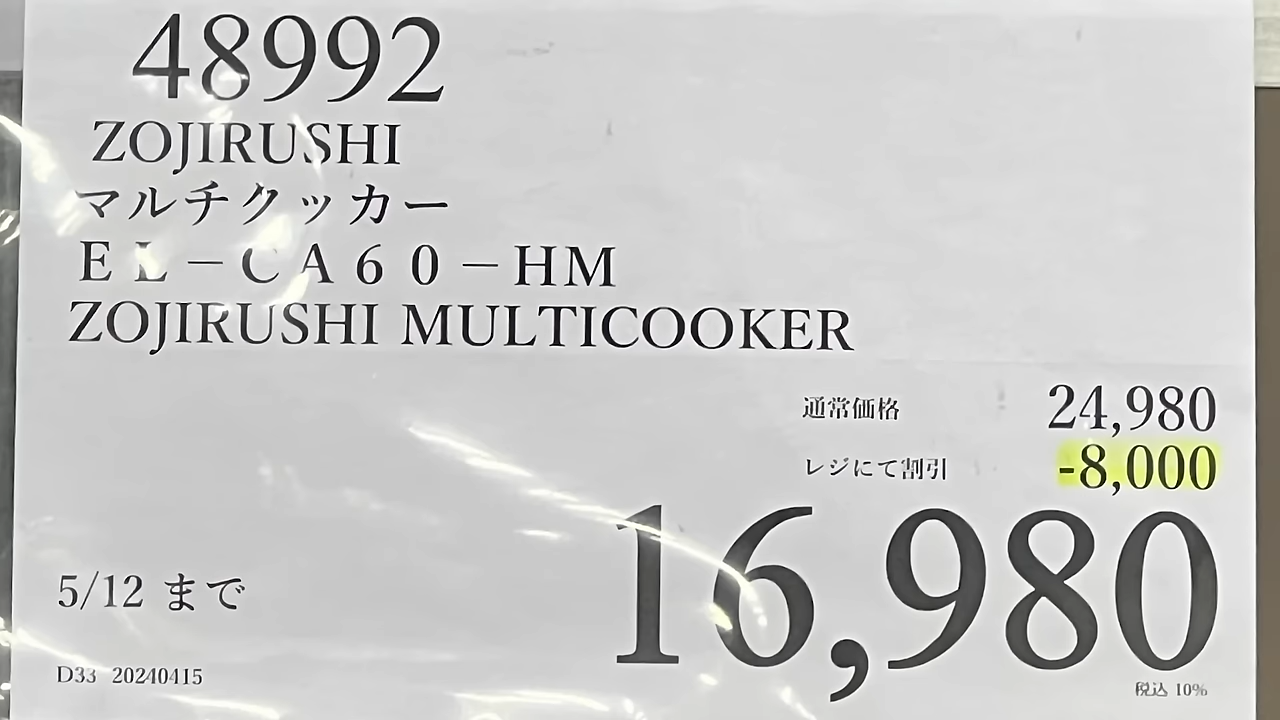 48992
ZOJIRUSHI
マルチクッカー
ＥＬ－ＣＡ６０－HM
ZOJIRUSHI MULTICOOKER
通常価格 24,980
レジにて割引 -8,000
16,980
5/12 まで
D33 20240415
税込 10%